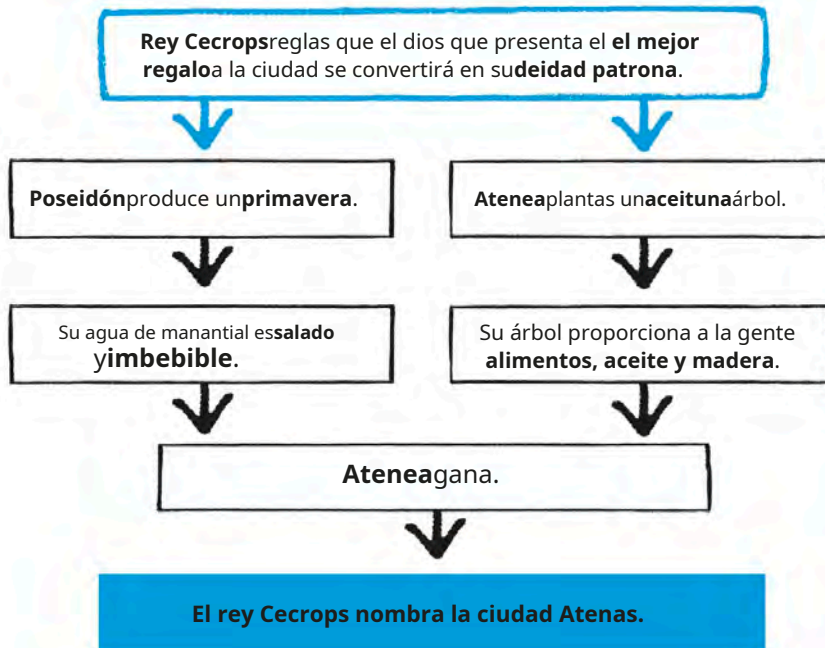 Rey Cecropsreglas que el dios que presenta el el mejor
regaloa la ciudad se convertirá en sudeidad patrona.
Poseidónproduce unprimavera.
Ateneaplantas unaceitunaárbol.
Su agua de manantial essalado
yimbebible.
Su árbol proporciona a la gente
alimentos, aceite y madera.
Ateneagana.
El rey Cecrops nombra la ciudad Atenas.